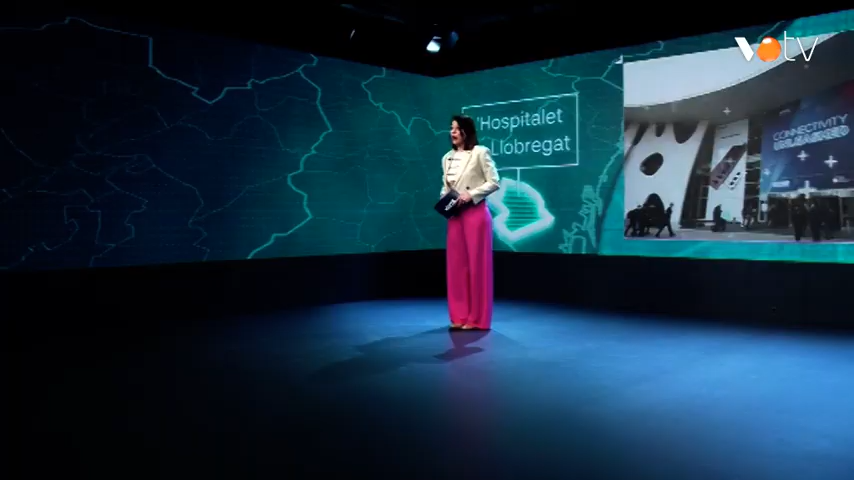 votv
'Hospitalet
Llobregat
CONNECTIVITY
UNLEASHED